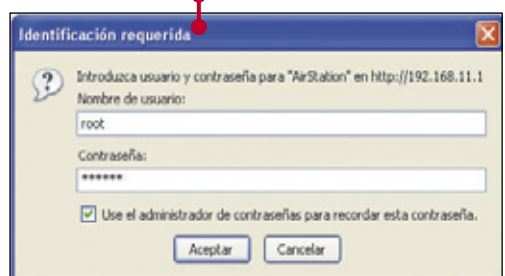 Identificación requerida
Introduzca usuario y contraseña para "AirStation" en http://192.168.11.1
Nombre de usuario:
root
Contraseña:
******
Use el administrador de contraseñas para recordar esta contraseña.
Aceptar Cancelar